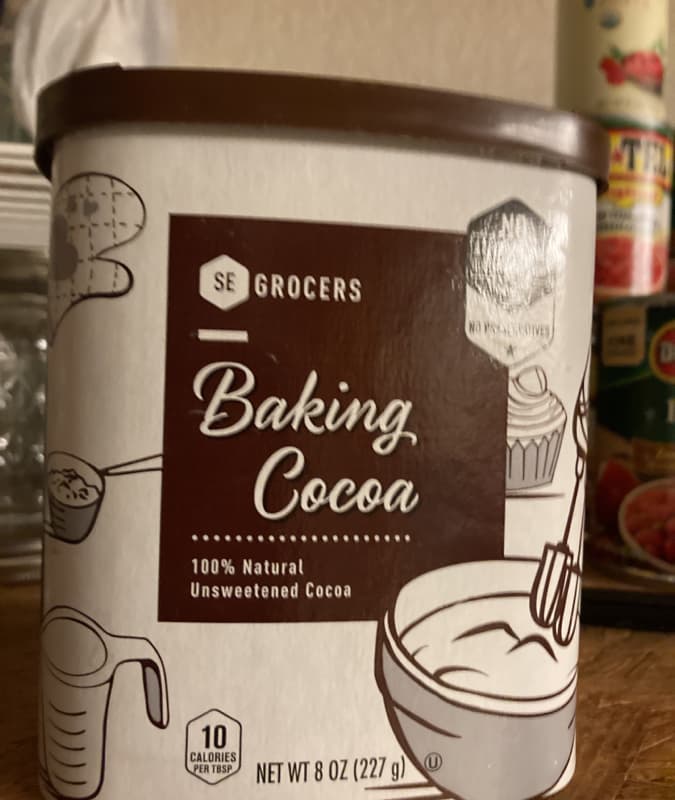 SE GROCERS
NO
NO PRESERVATIVES
Baking
Cocoa
100% Natural
Unsweetened Cocoa
10
CALORIES
PER TBSP
NET WT 8 OZ (227 g)
U